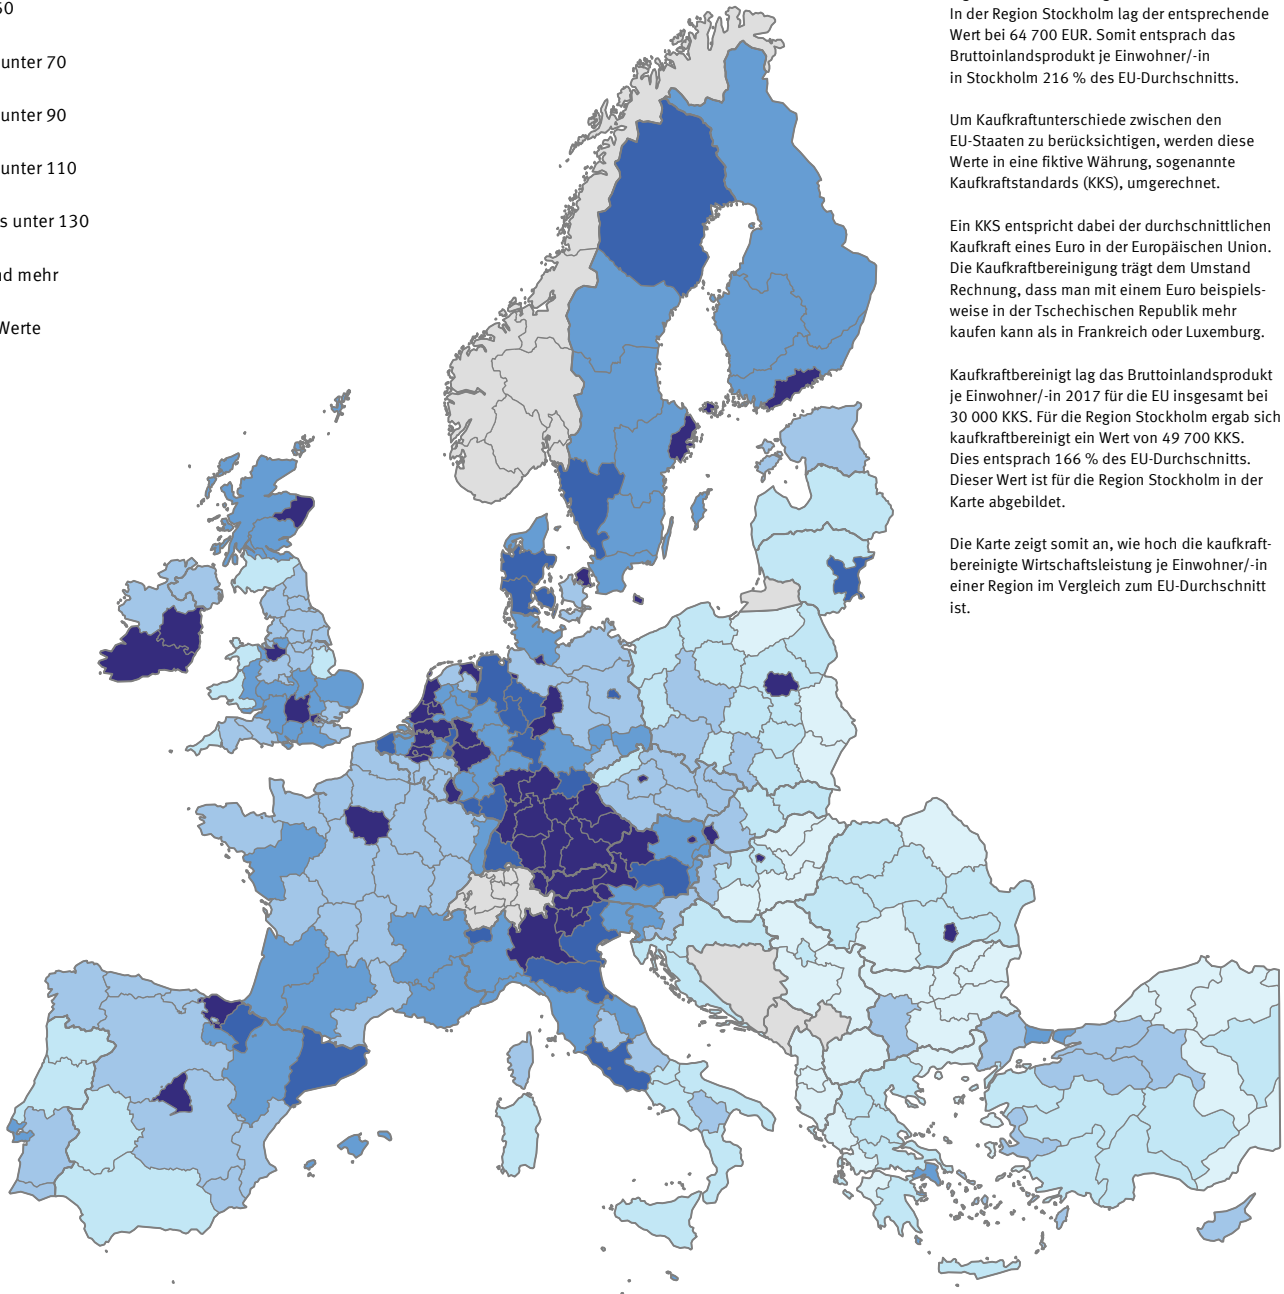 50
unter 70
unter 90
unter 110
s unter 130
nd mehr
Werte
In der Region Stockholm lag der entsprechende
Wert bei 64 700 EUR. Somit entsprach das
Bruttoinlandsprodukt je Einwohner/-in
in Stockholm 216 % des EU-Durchschnitts.
Um Kaufkraftunterschiede zwischen den
EU-Staaten zu berücksichtigen, werden diese
Werte in eine fiktive Währung, sogenannte
Kaufkraftstandards (KKS), umgerechnet.
Ein KKS entspricht dabei der durchschnittlichen
Kaufkraft eines Euro in der Europäischen Union.
Die Kaufkraftbereinigung trägt dem Umstand
Rechnung, dass man mit einem Euro beispiels-
weise in der Tschechischen Republik mehr
kaufen kann als in Frankreich oder Luxemburg.
Kaufkraftbereinigt lag das Bruttoinlandsprodukt
je Einwohner/-in 2017 für die EU insgesamt bei
30 000 KKS. Für die Region Stockholm ergab sich
kaufkraftbereinigt ein Wert von 49 700 KKS.
Dies entsprach 166 % des EU-Durchschnitts.
Dieser Wert ist für die Region Stockholm in der
Karte abgebildet.
Die Karte zeigt somit an, wie hoch die kaufkraft-
bereinigte Wirtschaftsleistung je Einwohner/-in
einer Region im Vergleich zum EU-Durchschnitt
ist.